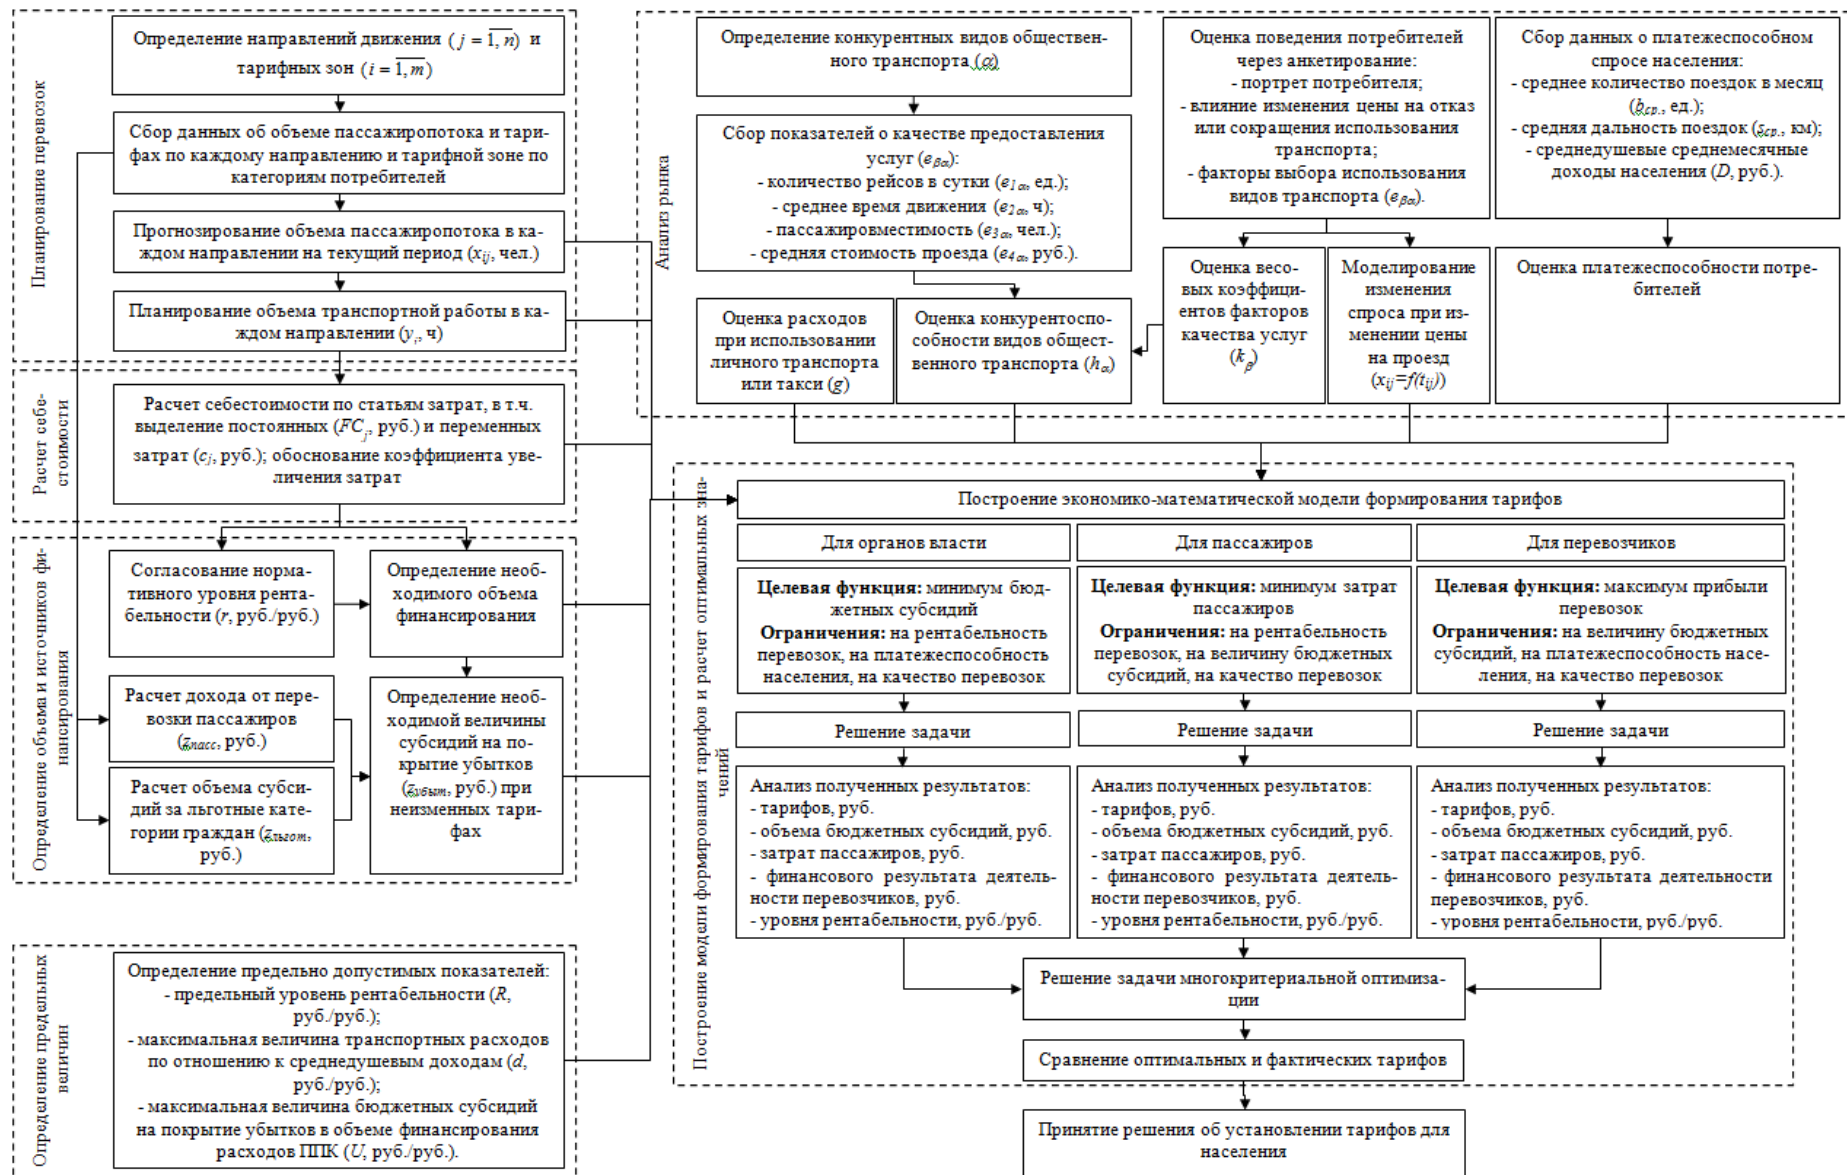 Планирование перевозок
Определение направлений движения ( j = 1, n ) и
тарифных зон ( i = 1, m )
Сбор данных об объеме пассажиропотока и тари-
фах по каждому направлению и тарифной зоне по
категориям потребителей
Прогнозирование объема пассажиропотока в ка-
ждом направлении на текущий период (xij, чел.)
Планирование объема транспортной работы в ка-
ждом направлении (yi, ч)
Расчет себе-
стоимости
Расчет себестоимости по статьям затрат, в т.ч.
выделение постоянных (FCj, руб.) и переменных
затрат (cj, руб.); обоснование коэффициента уве-
личения затрат
Определение объема и источников фи-
нансирования
Согласование норма-
тивного уровня рента-
бельности (r, руб./руб.)
Определение необ-
ходимого объема
финансирования
Расчет дохода от пере-
возки пассажиров
(zпасс, руб.)
Расчет объема субси-
дий за льготные кате-
гории граждан (zльгот,
руб.)
Определение необ-
ходимой величины
субсидий на по-
крытие убытков
(zубыт, руб.) при
неизменных тари-
фах
Определение предельных
величин
Определение предельно допустимых показателей:
- предельный уровень рентабельности (R,
руб./руб.);
- максимальная величина транспортных расходов
по отношению к среднедушевым доходам (d,
руб./руб.);
- максимальная величина бюджетных субсидий
на покрытие убытков в объеме финансирования
расходов ППК (U, руб./руб.).
Анализ рынка
Определение конкурентных видов обществен-
ного транспорта (α)
Сбор показателей о качестве предоставления
услуг (eβα):
- количество рейсов в сутки (e1α, ед.);
- среднее время движения (e2α, ч);
- пассажировместимость (e3α, чел.);
- средняя стоимость проезда (e4α, руб.).
Оценка расходов
при использовании
личного транспорта
или такси (g)
Оценка конкурентоспо-
собности видов общест-
венного транспорта (hα)
Оценка поведения потребителей
через анкетирование:
- портрет потребителя;
- влияние изменения цены на отказ
или сокращения использования
транспорта;
- факторы выбора использования
видов транспорта (eβα).
Оценка весо-
вых коэффици-
ентов факторов
качества услуг
(kβ)
Моделирование
изменения
спроса при из-
менении цены
на проезд
(xij=f(tij))
Сбор данных о платежеспособном
спросе населения:
- среднее количество поездок в месяц
(bср., ед.);
- средняя дальность поездок (sср., км);
- среднедушевые среднемесячные
доходы населения (D, руб.).
Оценка платежеспособности потре-
бителей
Построение модели формирования тарифов и расчет оптимальных зна-
чений
Построение экономико-математической модели формирования тарифов
Для органов власти
Целевая функция: минимум бюд-
жетных субсидий
Ограничения: на рентабельность
перевозок, на платежеспособность
населения, на качество перевозок
Решение задачи
Анализ полученных результатов:
- тарифов, руб.
- объема бюджетных субсидий, руб.
- затрат пассажиров, руб.
- финансового результата деятель-
ности перевозчиков, руб.
- уровня рентабельности, руб./руб.
Для пассажиров
Целевая функция: минимум затрат
пассажиров
Ограничения: на рентабельность
перевозок, на величину бюджетных
субсидий, на качество перевозок
Решение задачи
Анализ полученных результатов:
- тарифов, руб.
- объема бюджетных субсидий, руб.
- затрат пассажиров, руб.
- финансового результата деятель-
ности перевозчиков, руб.
- уровня рентабельности, руб./руб.
Для перевозчиков
Целевая функция: максимум прибыли
перевозок
Ограничения: на величину бюджетных
субсидий, на платежеспособность насе-
ления, на качество перевозок
Решение задачи
Анализ полученных результатов:
- тарифов, руб.
- объема бюджетных субсидий, руб.
- затрат пассажиров, руб.
- финансового результата деятельности
перевозчиков, руб.
- уровня рентабельности, руб./руб.
Решение задачи многокритериальной оптимиза-
ции
Сравнение оптимальных и фактических тарифов
Принятие решения об установлении тарифов для
населения